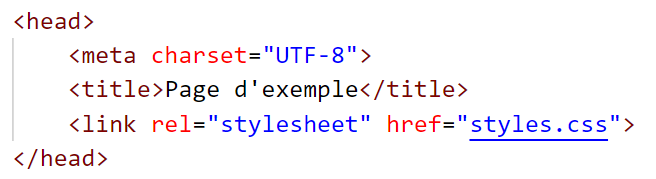 <head>
    <meta charset="UTF-8">
    <title>Page d'exemple</title>
    <link rel="stylesheet" href="styles.css">
</head>